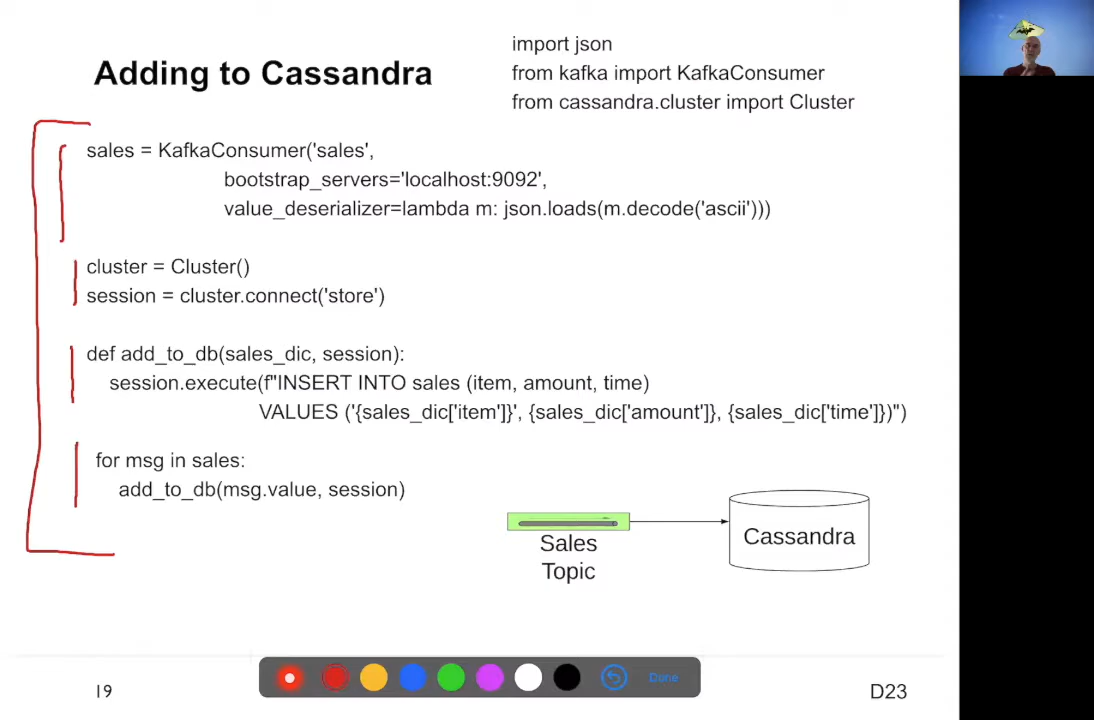 Adding to Cassandra
import json
from kafka import KafkaConsumer
from cassandra.cluster import Cluster
sales = KafkaConsumer('sales',
bootstrap_servers='localhost:9092',
value_deserializer=lambda m: json.loads(m.decode('ascii')))
cluster = Cluster()
session = cluster.connect('store')
def add_to_db(sales_dic, session):
session.execute(f"INSERT INTO sales (item, amount, time)
VALUES ('{sales_dic['item']}', {sales_dic['amount']}, {sales_dic['time']})")
for msg in sales:
add_to_db(msg.value, session)
Sales
Topic
Cassandra
Done
19
D23